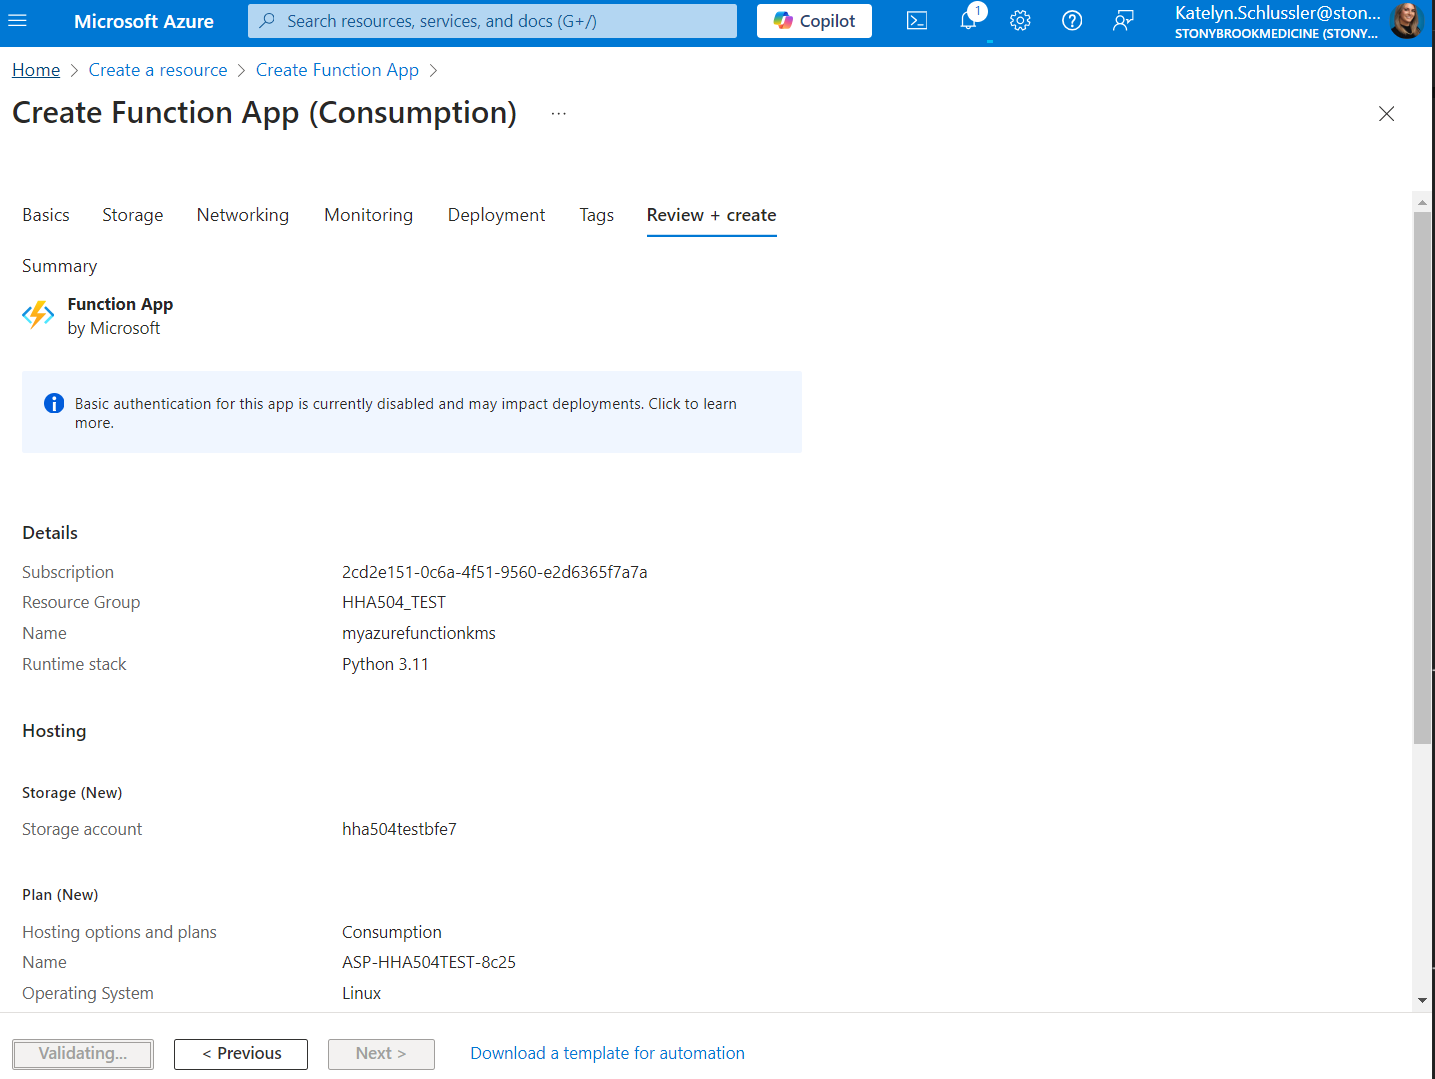 Microsoft Azure
Search resources, services, and docs (G+/)
Copilot
1
Katelyn.Schlussler@ston...
STONYBROOKMEDICINE (STONY...
Home > Create a resource > Create Function App >
Create Function App (Consumption) ...
Basics Storage Networking Monitoring Deployment Tags Review + create
Summary
Function App
by Microsoft
Basic authentication for this app is currently disabled and may impact deployments. Click to learn
more.
Details
Subscription 2cd2e151-0c6a-4f51-9560-e2d6365f7a7a
Resource Group HHA504_TEST
Name myazurefunctionkms
Runtime stack Python 3.11
Hosting
Storage (New)
Storage account hha504testbfe7
Plan (New)
Hosting options and plans Consumption
Name ASP-HHA504TEST-8c25
Operating System Linux
Validating... < Previous Next > Download a template for automation